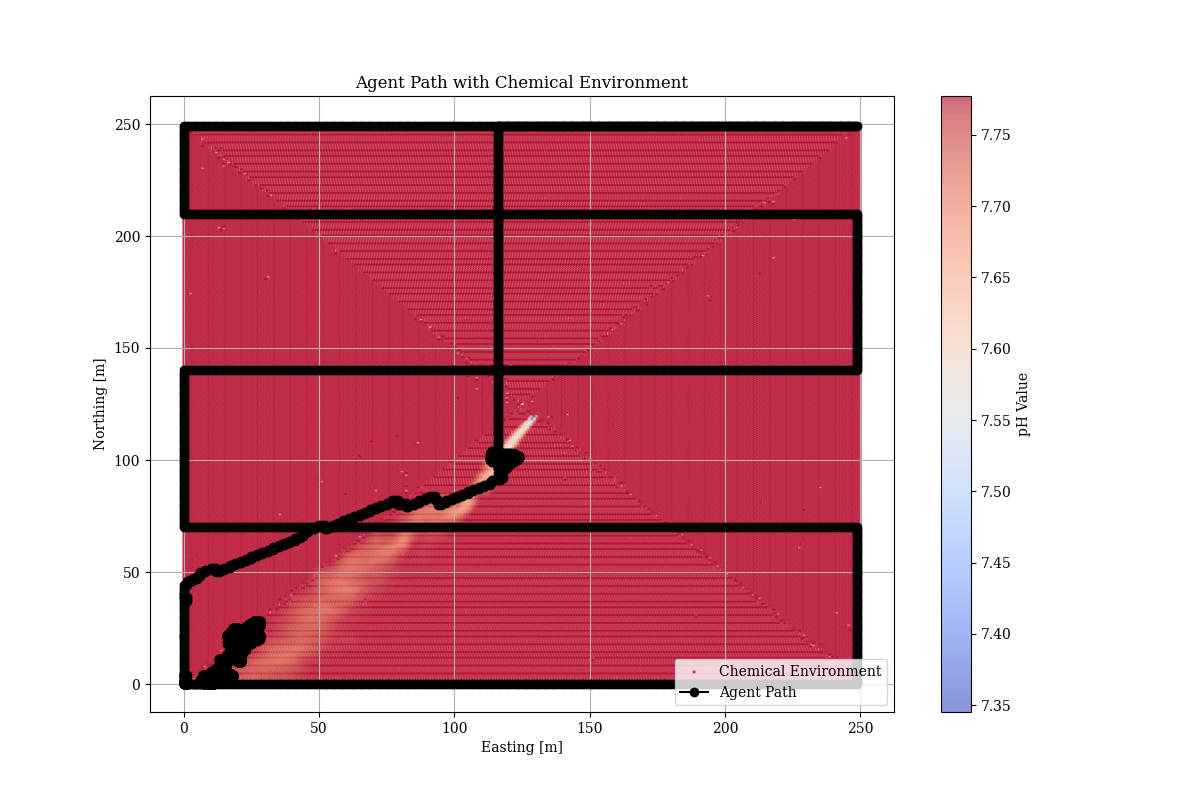 Agent Path with Chemical Environment
250
200
150
100
50
0
Northing [m]
0 50 100 150 200 250
Easting [m]
Chemical Environment
Agent Path
7.75
7.70
7.65
7.60
7.55
7.50
7.45
7.40
7.35
pH Value